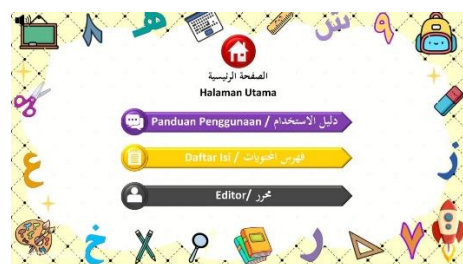 الصفحة الرئيسية
Halaman Utama
Panduan Penggunaan / دليل الاستخدام
Daftar Isi / فهرس المحتويات
Editor/ محرر